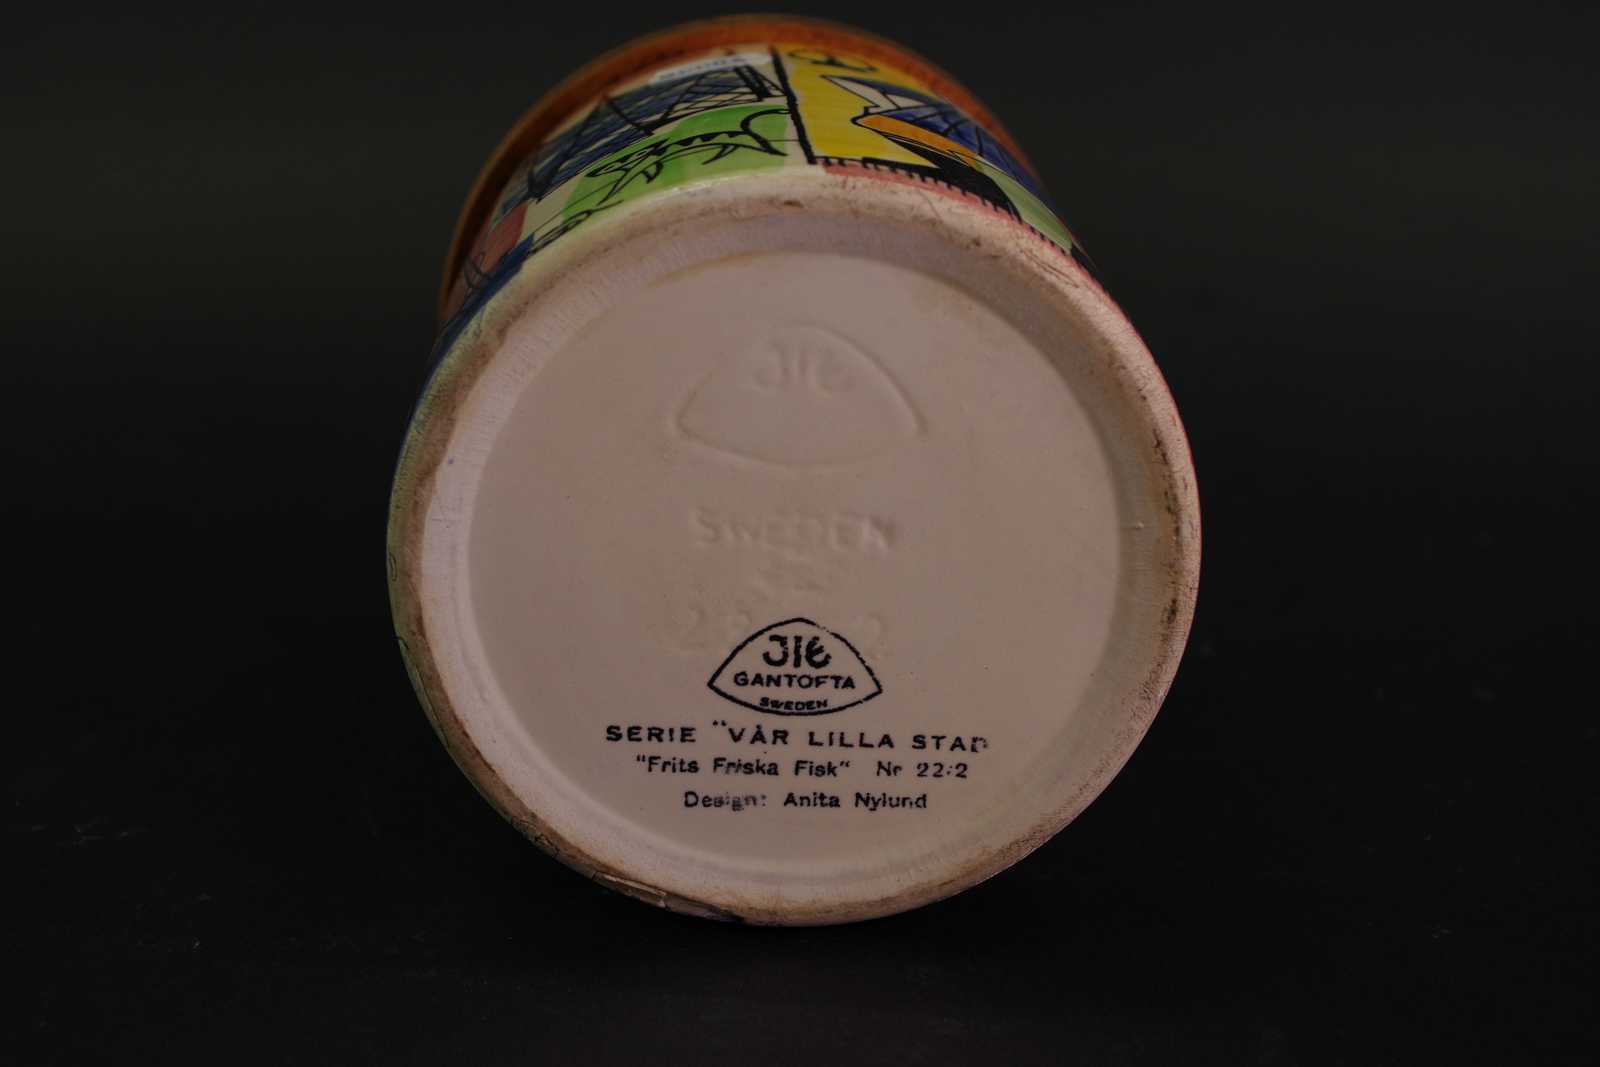 JIE
SWEDEN
JIE
GANTOFTA
SWEDEN
SERIE "VÅR LILLA STAD
"Frits Friska Fisk" Nr 22:2
Design: Anita Nylund